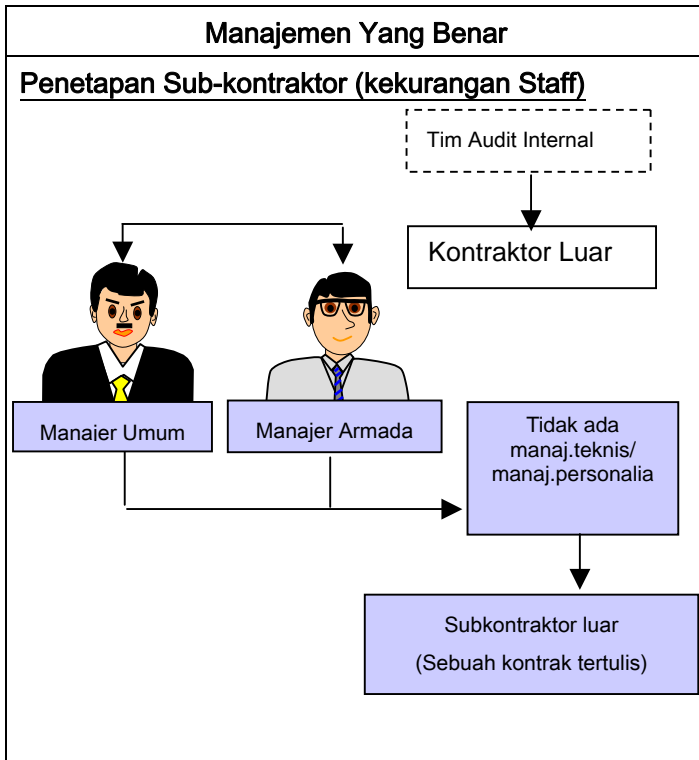 Manajemen Yang Benar
Penetapan Sub-kontraktor (kekurangan Staff)
Tim Audit Internal
Kontraktor Luar
Manajer Umum
Manajer Armada
Tidak ada
manaj.teknis/
manaj.personalia
Subkontraktor luar
(Sebuah kontrak tertulis)